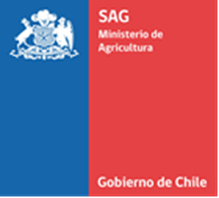 SAG
Ministerio de
Agricultura
Gobierno de Chile